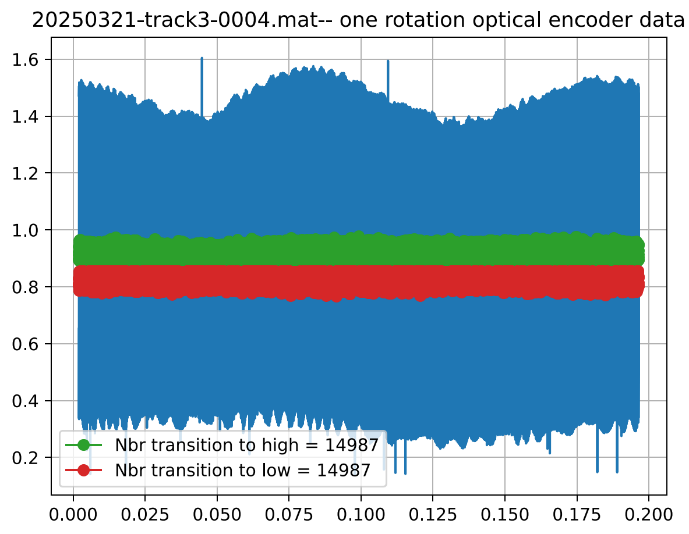 20250321-track3-0004.mat-- one rotation optical encoder data
1.6
1.4
1.2
1.0
0.8
0.6
0.4
0.2
Nbr transition to high = 14987
Nbr transition to low = 14987
0.000 0.025 0.050 0.075 0.100 0.125 0.150 0.175 0.200